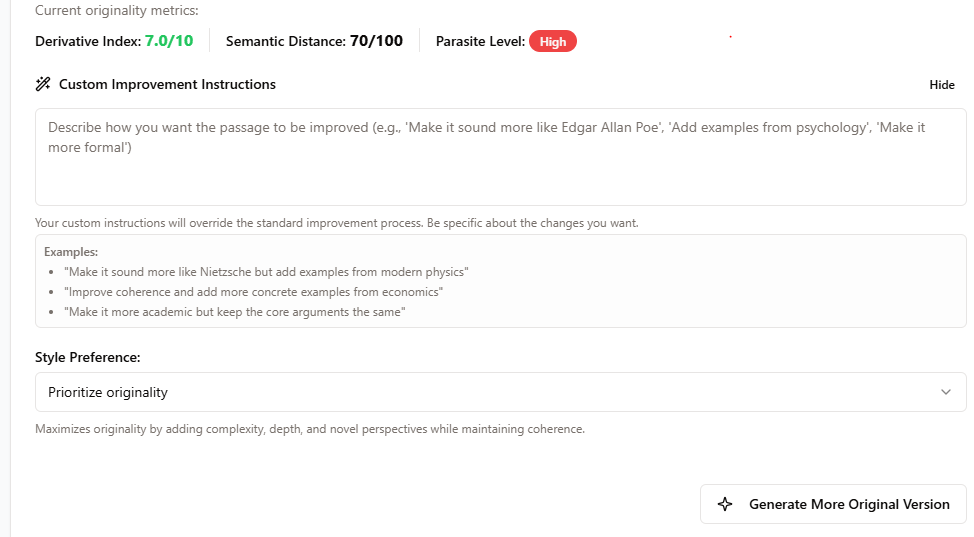 Current originality metrics:
Derivative Index: 7.0/10 Semantic Distance: 70/100 Parasite Level: High
Custom Improvement Instructions Hide
Describe how you want the passage to be improved (e.g., 'Make it sound more like Edgar Allan Poe', 'Add examples from psychology', 'Make it
more formal')
Your custom instructions will override the standard improvement process. Be specific about the changes you want.
Examples:
• "Make it sound more like Nietzsche but add examples from modern physics"
• "Improve coherence and add more concrete examples from economics"
• "Make it more academic but keep the core arguments the same"
Style Preference:
Prioritize originality
Maximizes originality by adding complexity, depth, and novel perspectives while maintaining coherence.
Generate More Original Version